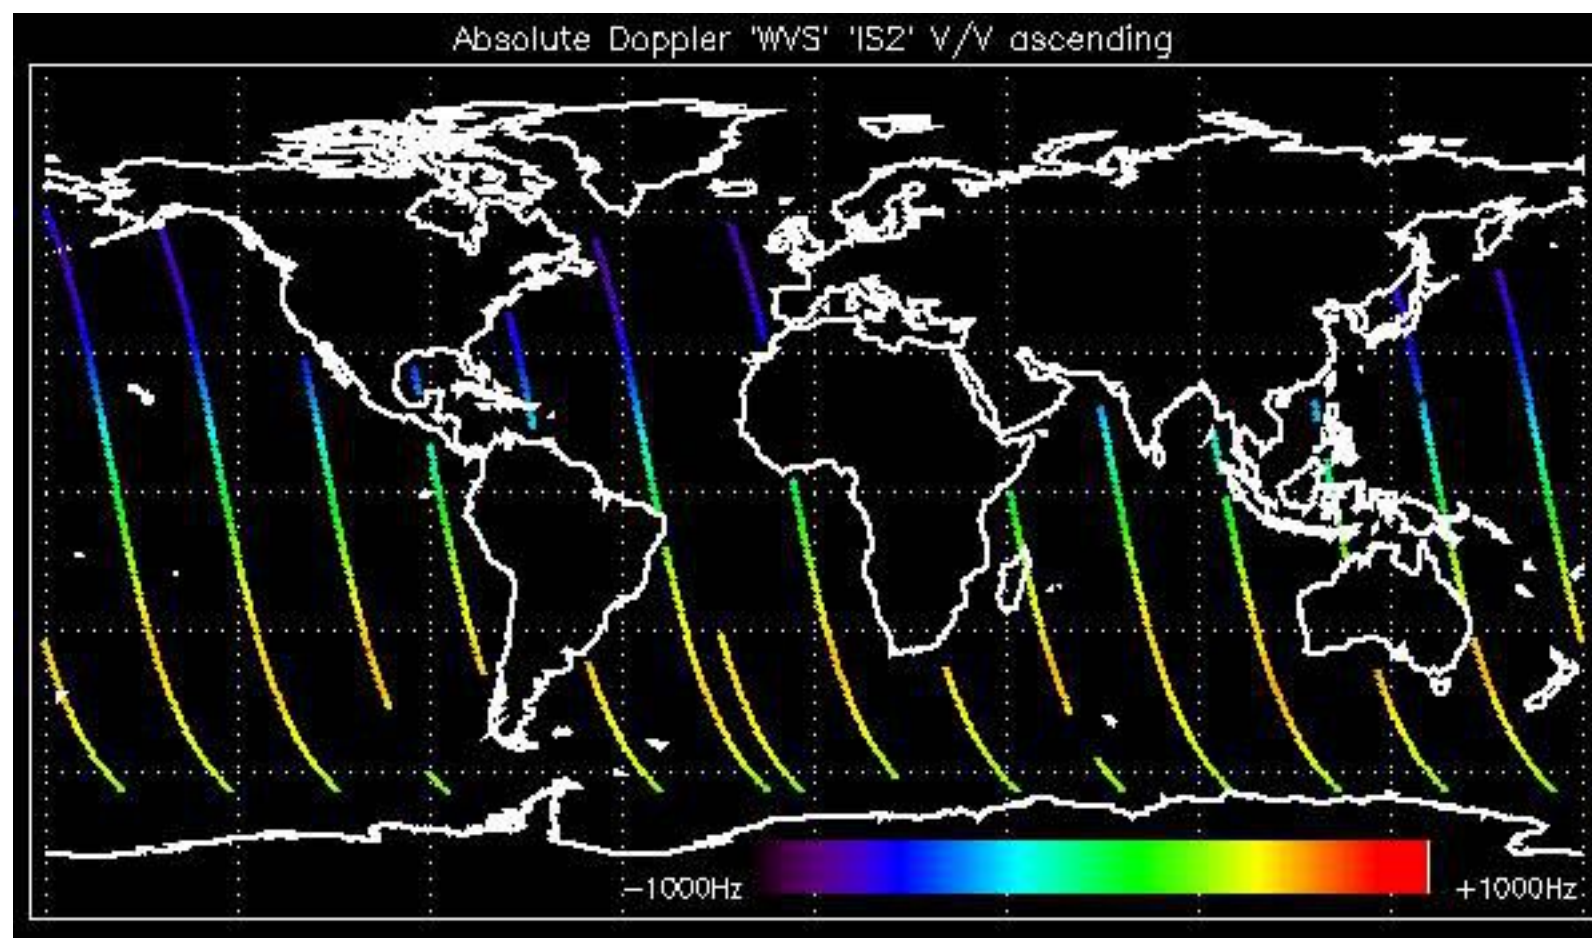 Absolute Doppler 'WVS' 'IS2' V/V ascending
-1000Hz +1000Hz